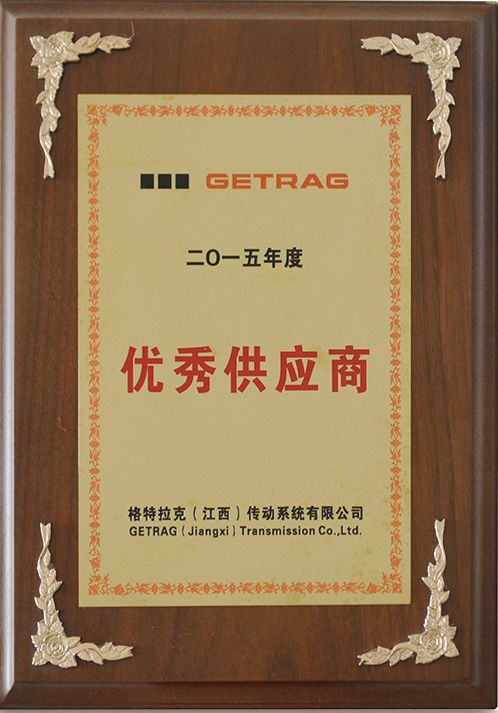 GETRAG
二〇一五年度
优秀供应商
格特拉克（江西）传动系统有限公司
GETRAG（Jiangxi）Transmission Co.,Ltd.